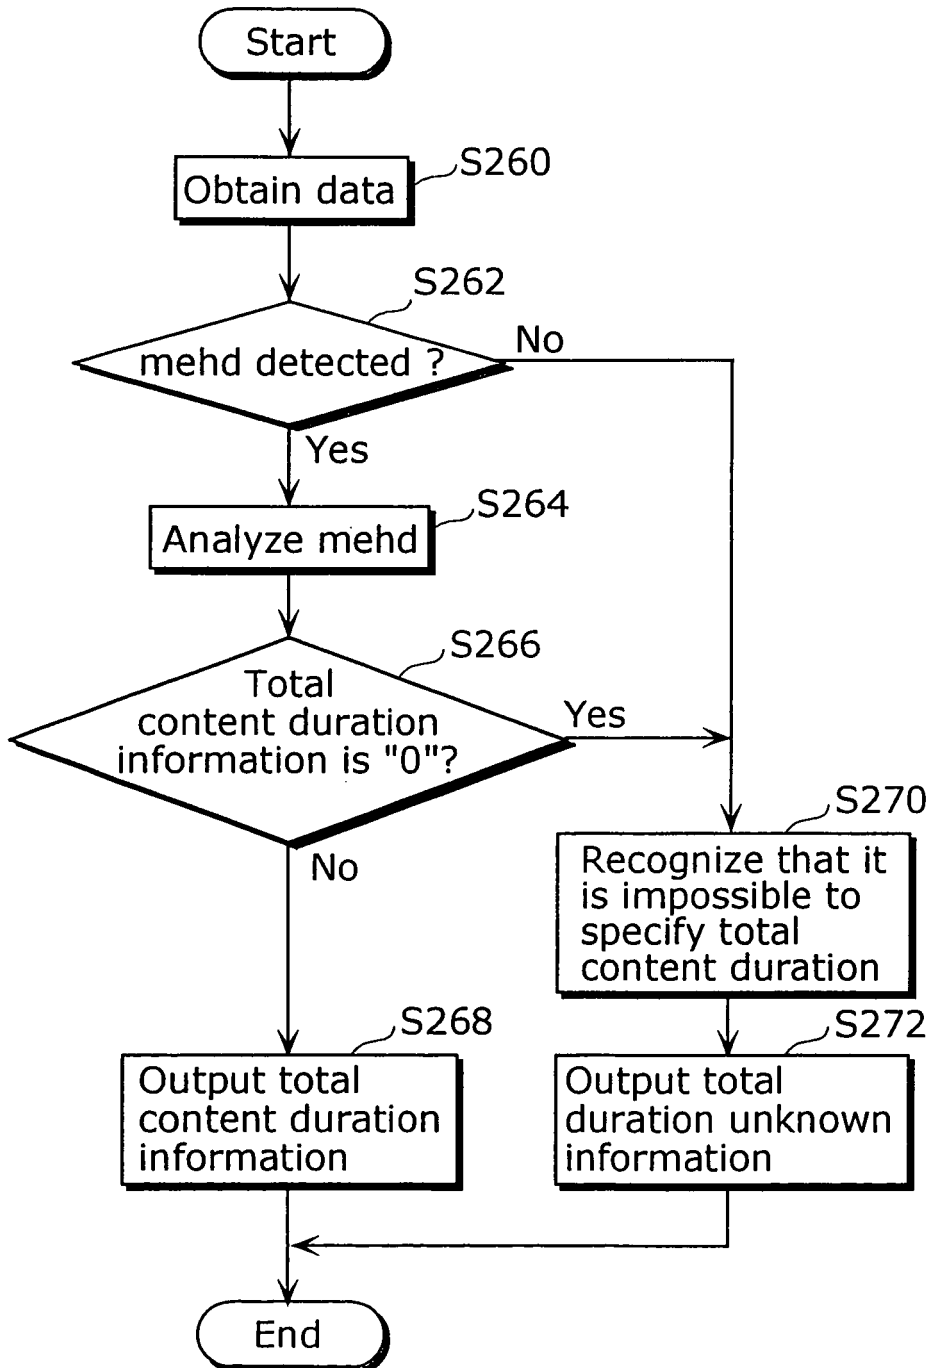 Start
S260
Obtain data
S262
mehd detected ?
No
Yes
S264
Analyze mehd
S266
Total
content duration
information is "0"?
Yes
No
S270
Recognize that it
is impossible to
specify total
content duration
S268
Output total
content duration
information
S272
Output total
duration unknown
information
End